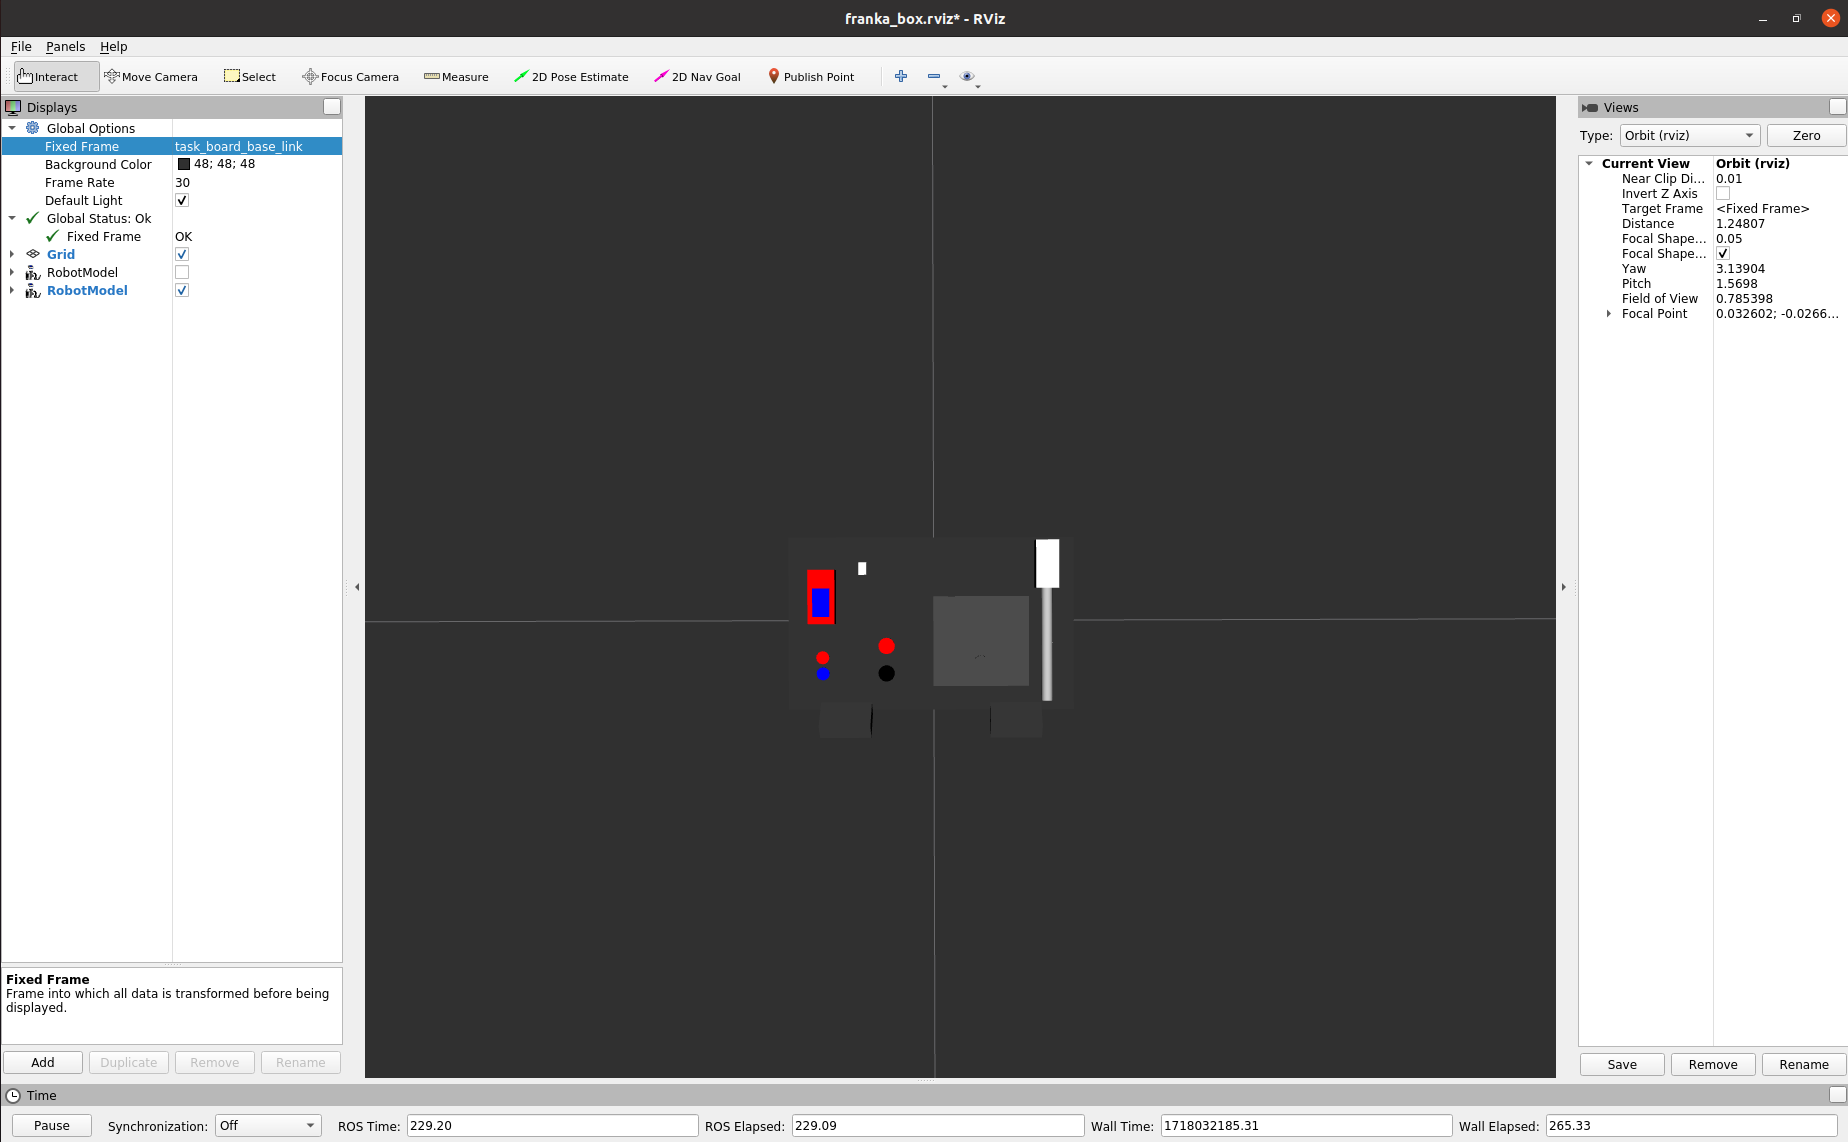 franka_box.rviz* - RViz
File Panels Help
Interact Move Camera Select Focus Camera Measure 2D Pose Estimate 2D Nav Goal Publish Point
Displays
Global Options
Fixed Frame task_board_base_link
Background Color 48; 48; 48
Frame Rate 30
Default Light
Global Status: Ok
Fixed Frame OK
Grid
RobotModel
RobotModel
Fixed Frame
Frame into which all data is transformed before being
displayed.
Add Duplicate Remove Rename
Views
Type: Orbit (rviz) Zero
Current View Orbit (rviz)
Near Clip Di... 0.01
Invert Z Axis
Target Frame <Fixed Frame>
Distance 1.24807
Focal Shape... 0.05
Focal Shape...
Yaw 3.13904
Pitch 1.5698
Field of View 0.785398
Focal Point 0.032602; -0.0266...
Save Remove Rename
Time
Pause Synchronization: Off ROS Time: 229.20 ROS Elapsed: 229.09 Wall Time: 1718032185.31 Wall Elapsed: 265.33